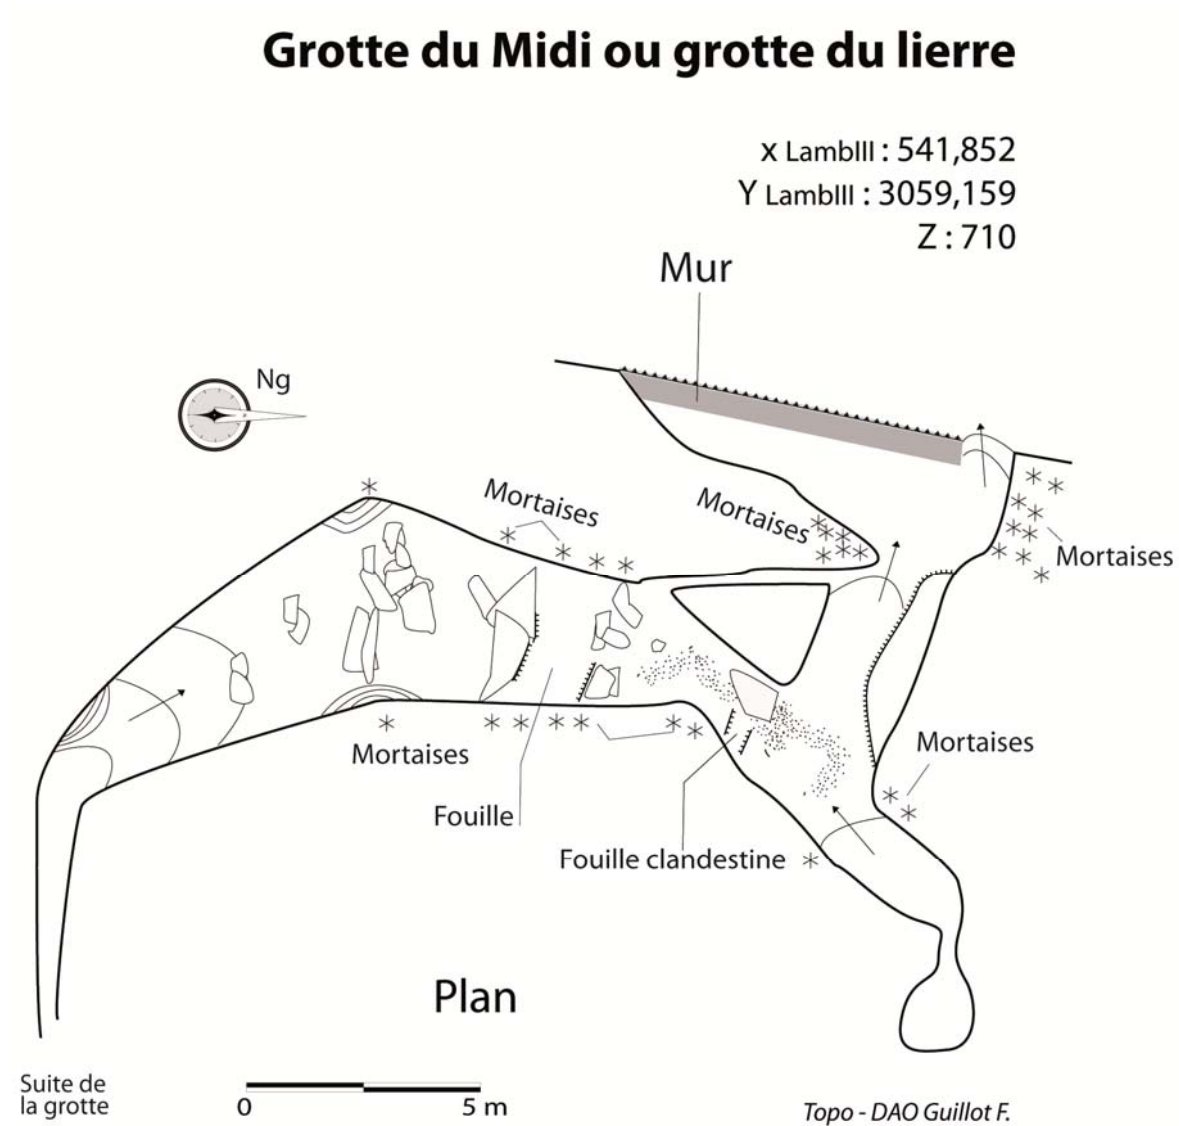 Grotte du Midi ou grotte du lierre
x LambIII : 541,852
Y LambIII : 3059,159
Z : 710
Mur
Ng
Mortaises
Mortaises
Mortaises
Mortaises
Mortaises
Fouille
Fouille clandestine
Plan
Suite de
la grotte
0
5 m
Topo - DAO Guillot F.